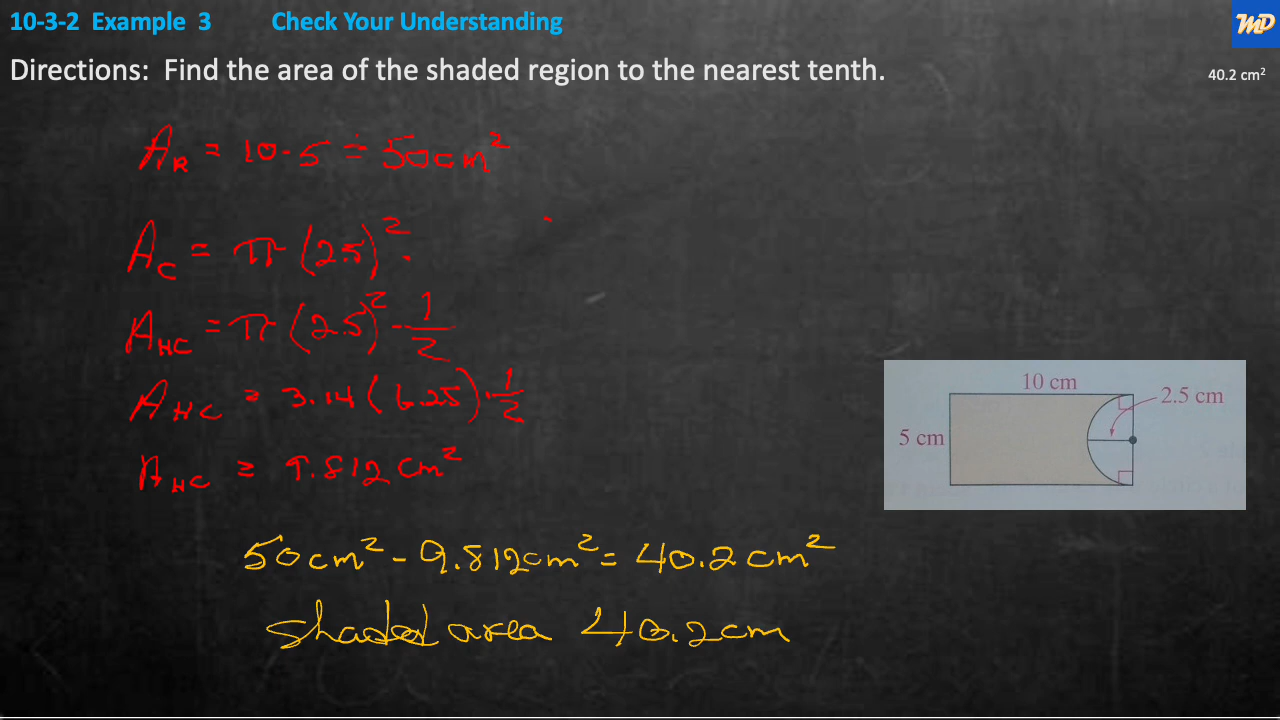 10-3-2 Example 3 Check Your Understanding
MD
Directions: Find the area of the shaded region to the nearest tenth.
40.2 cm²
A_R = 10 · 5 = 50cm²
A_C = π (2.5)² ·
A_HC = π (2.5)² · 1/2
A_HC = 3.14 (6.25) · 1/2
A_HC = 9.812 cm²
10 cm
2.5 cm
5 cm
50cm² - 9.812cm² = 40.2 cm²
Shaded area 40.2cm